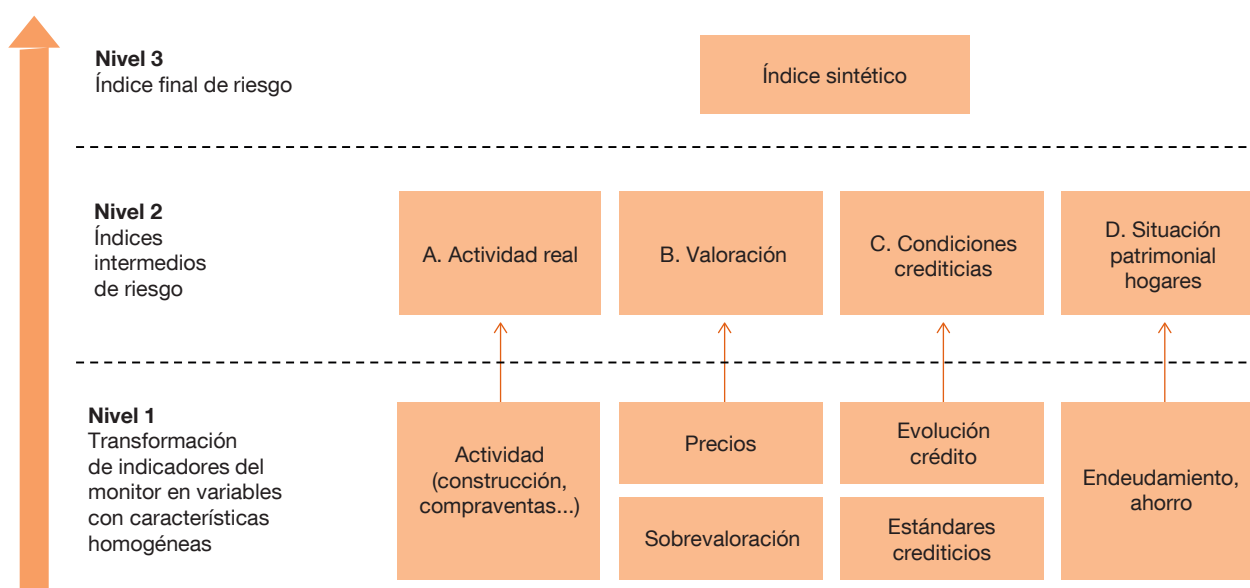 Nivel 3
Índice final de riesgo
Índice sintético
Nivel 2
Índices
intermedios
de riesgo
A. Actividad real
B. Valoración
C. Condiciones
crediticias
D. Situación
patrimonial
hogares
Nivel 1
Transformación
de indicadores del
monitor en variables
con características
homogéneas
Actividad
(construcción,
compraventas...)
Precios
Sobrevaloración
Evolución
crédito
Estándares
crediticios
Endeudamiento,
ahorro